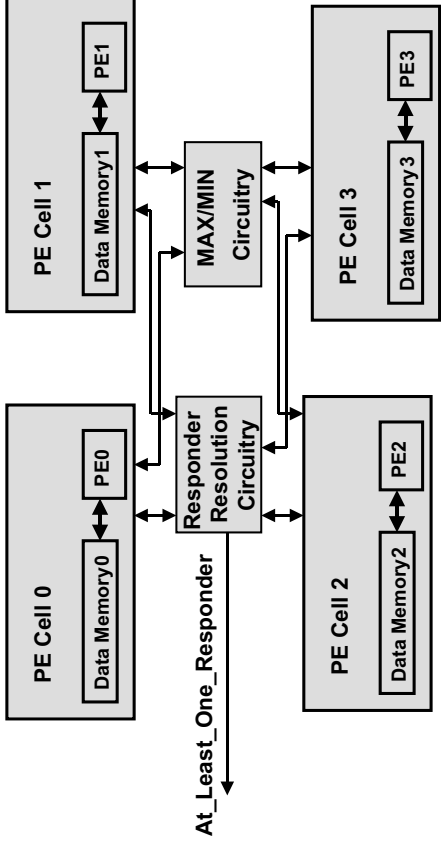 PE Cell 0
Data Memory0
PE0
PE Cell 1
Data Memory1
PE1
At_Least_One_Responder
Responder
Resolution
Circuitry
MAX/MIN
Circuitry
PE Cell 2
Data Memory2
PE2
PE Cell 3
Data Memory3
PE3